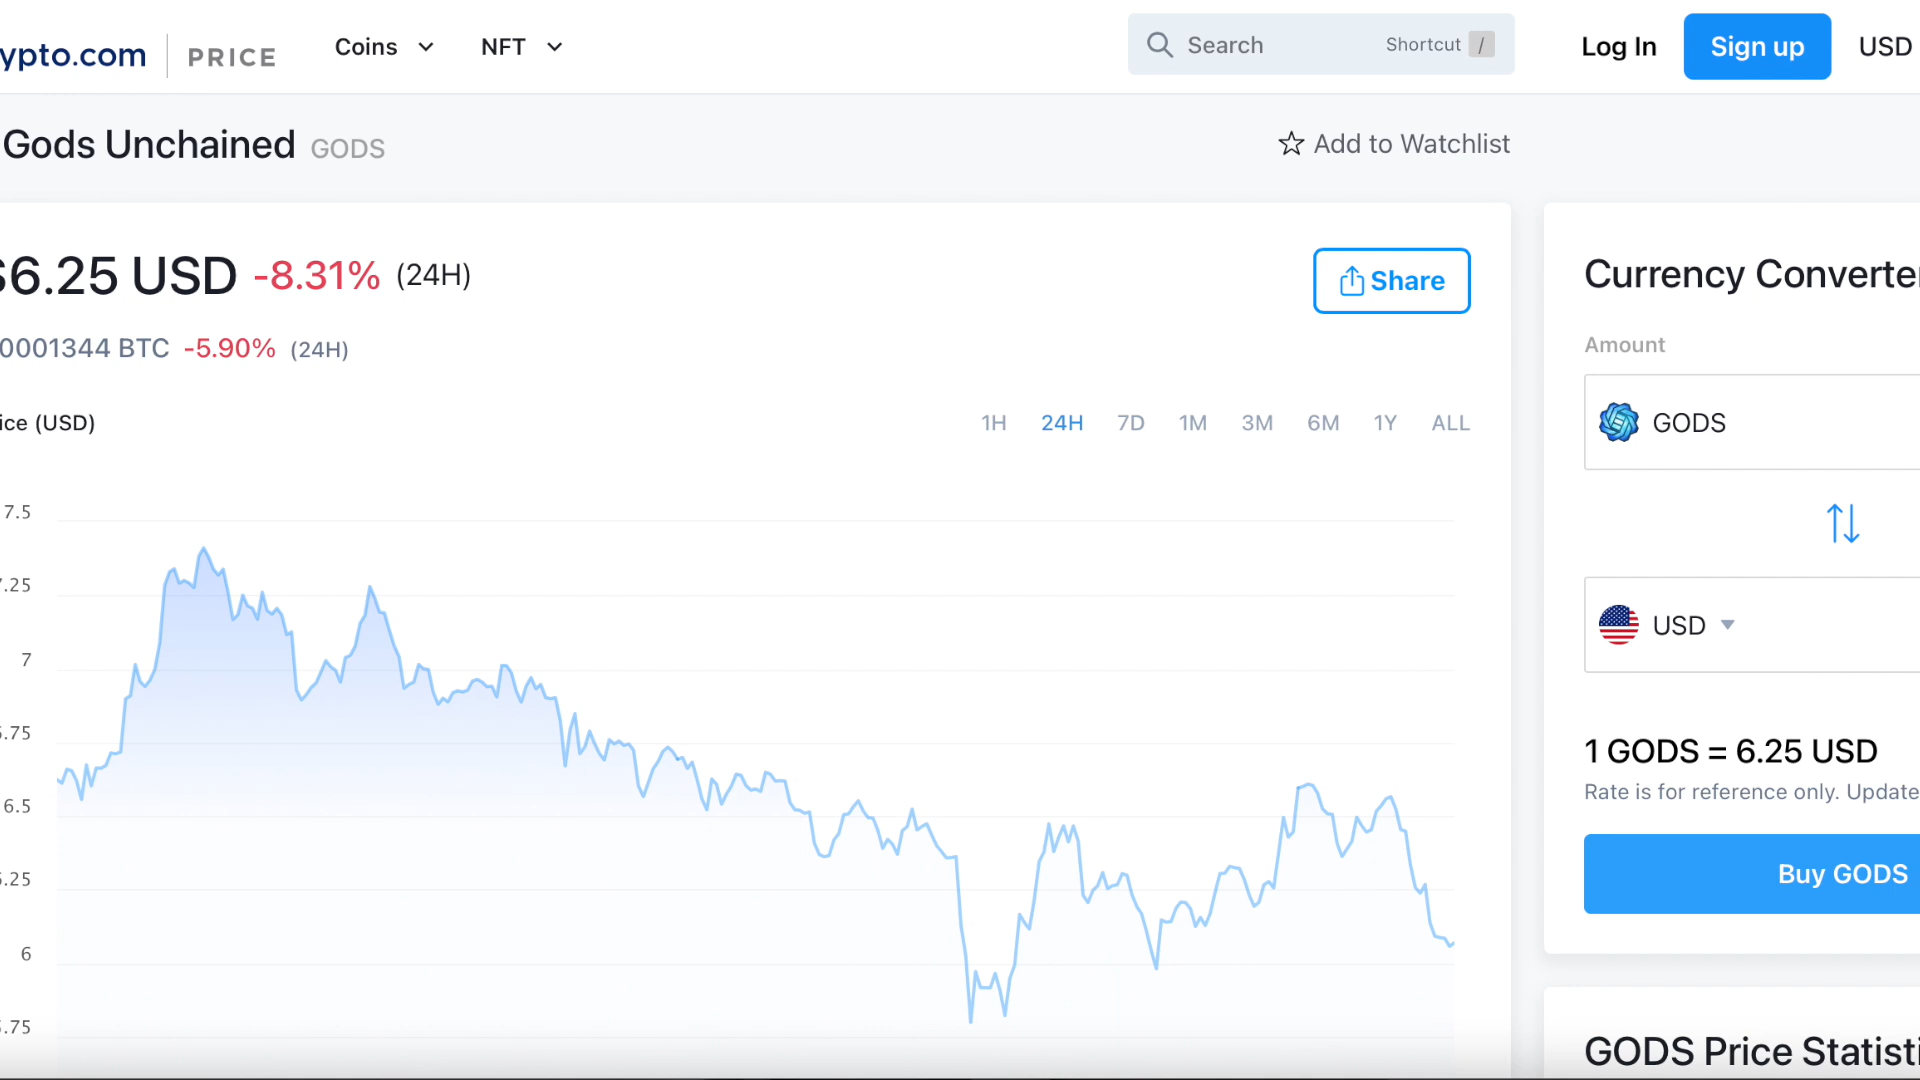 ypto.com PRICE Coins NFT Search Shortcut / Log In Sign up USD
Gods Unchained GODS Add to Watchlist
$6.25 USD -8.31% (24H) Share
0001344 BTC -5.90% (24H)
ice (USD) 1H 24H 7D 1M 3M 6M 1Y ALL
7.5
.25
7
.75
6.5
.25
6
.75
Currency Converter
Amount
GODS
USD
1 GODS = 6.25 USD
Rate is for reference only. Update
Buy GODS
GODS Price Statisti